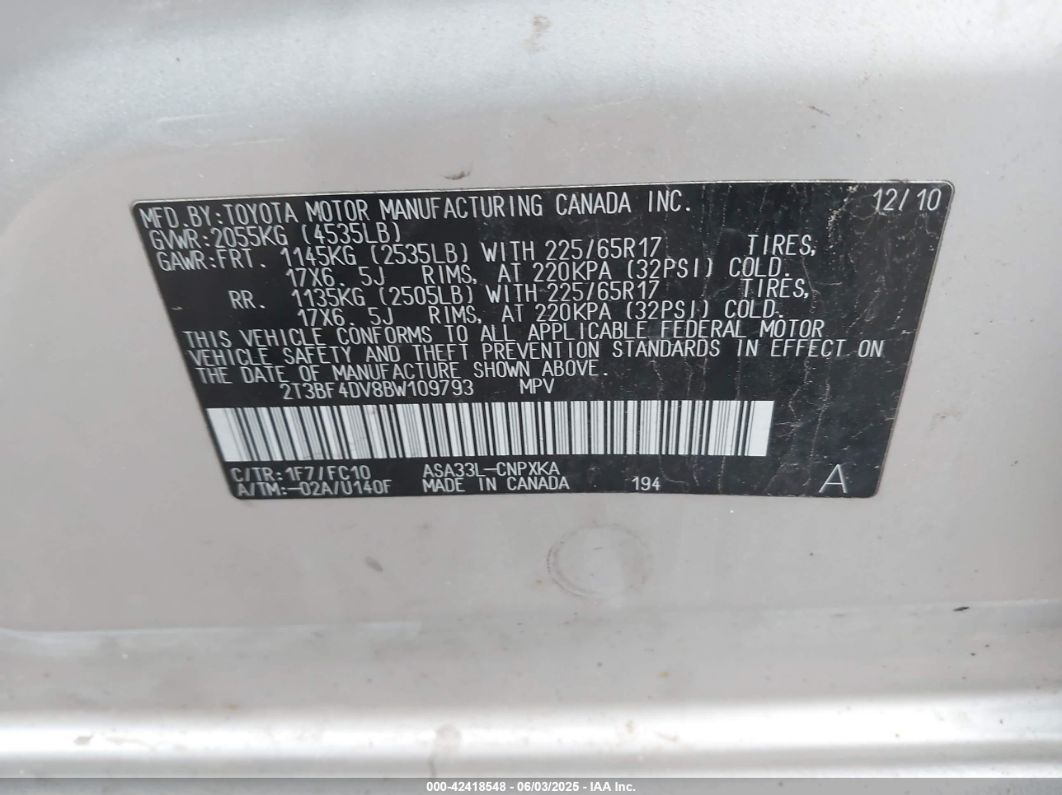 MFD. BY: TOYOTA MOTOR MANUFACTURING CANADA INC. 12/10
GVWR: 2055KG (4535LB)
GAWR: FRT. 1145KG (2535LB) WITH 225/65R17 TIRES,
17X6. 5J RIMS, AT 220KPA (32PSI) COLD.
RR. 1135KG (2505LB) WITH 225/65R17 TIRES,
17X6. 5J RIMS, AT 220KPA (32PSI) COLD.
THIS VEHICLE CONFORMS TO ALL APPLICABLE FEDERAL MOTOR
VEHICLE SAFETY AND THEFT PREVENTION STANDARDS IN EFFECT ON
THE DATE OF MANUFACTURE SHOWN ABOVE.
2T3BF4DV8BW109793 MPV
C/TR: 1F7/FC10 ASA33L-CNPXKA
A/TM:-02A/U140F MADE IN CANADA 194 A
000-42418548 - 06/03/2025 - IAA Inc.